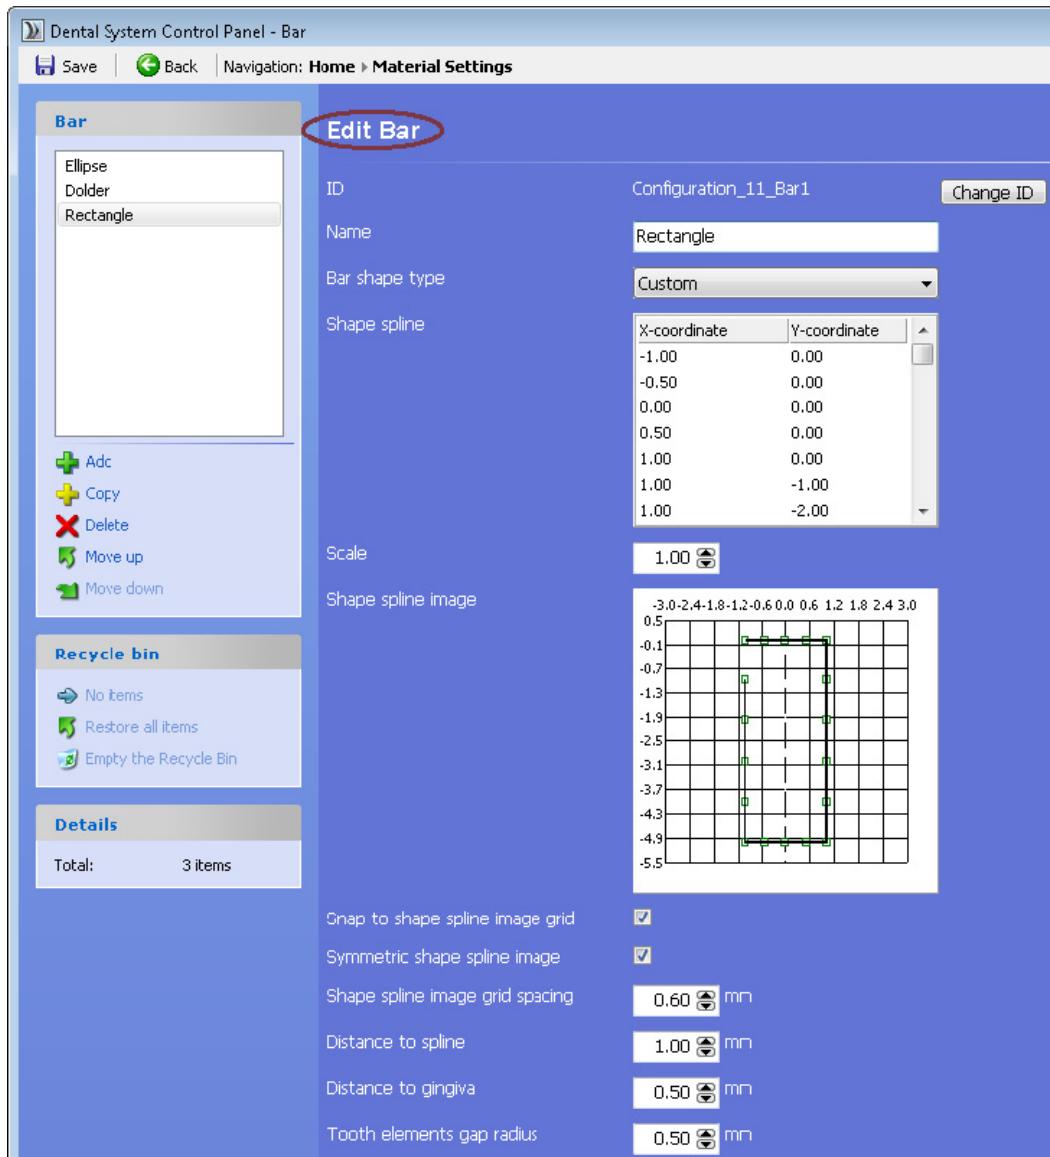 Dental System Control Panel - Bar
Save Back Navigation: Home Material Settings
Bar
Ellipse
Dolder
Rectangle
Adc
Copy
Delete
Move up
Move down
Recycle bin
No items
Restore all items
Empty the Recycle Bin
Details
Total: 3 items
Edit Bar
ID Configuration_11_Bar1 Change ID
Name Rectangle
Bar shape type Custom
Shape spline
X-coordinate Y-coordinate
-1.00 0.00
-0.50 0.00
0.00 0.00
0.50 0.00
1.00 0.00
1.00 -1.00
1.00 -2.00
Scale 1.00
Shape spline image
-3.0-2.4-1.8-1.2-0.6 0.0 0.6 1.2 1.8 2.4 3.0
0.5
-0.1
-0.7
-1.3
-1.9
-2.5
-3.1
-3.7
-4.3
-4.9
-5.5
Snap to shape spline image grid
Symmetric shape spline image
Shape spline image grid spacing 0.60 mm
Distance to spline 1.00 mm
Distance to gingiva 0.50 mm
Tooth elements gap radius 0.50 mm